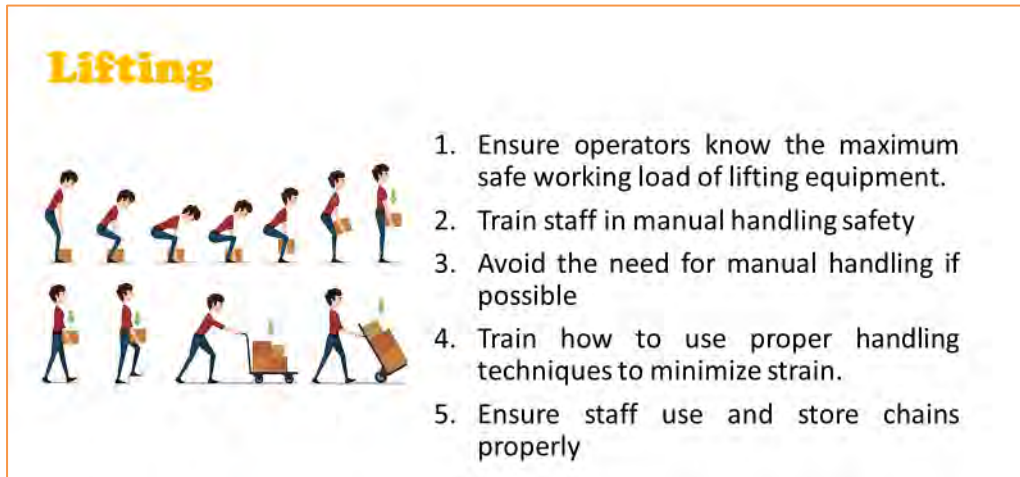 Lifting
1. Ensure operators know the maximum
safe working load of lifting equipment.
2. Train staff in manual handling safety
3. Avoid the need for manual handling if
possible
4. Train how to use proper handling
techniques to minimize strain.
5. Ensure staff use and store chains
properly